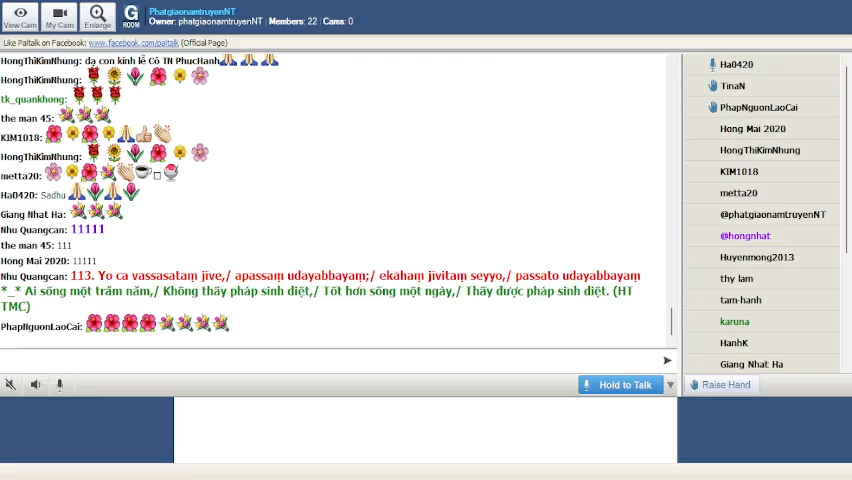 PhatgiaonamtruyenNT
Owner: phatgiaonamtruyenNT | Members: 22 | Cams: 0
View Cam
My Cam
Enlarge
G ROOM
Like Paltalk on Facebook: www.facebook.com/paltalk (Official Page)
HongThiKimNhung: dạ con kính lễ Cô TN PhucHanh
HongThiKimNhung:
tk_quankhong:
the man 45:
KIM1018:
HongThiKimNhung:
metta20:
Ha0420: Sadhu
Giang Nhat Ha:
Nhu Quangcan: 11111
the man 45: 111
Hong Mai 2020: 11111
Nhu Quangcan: 113. Yo ca vassasataṃ jīve,/ apassaṃ udayabbayaṃ;/ ekāhaṃ jīvitaṃ seyyo,/ passato udayabbayaṃ
*_* Ai sống một trăm năm,/ Không thấy pháp sinh diệt,/ Tốt hơn sống một ngày,/ Thấy được pháp sinh diệt. (HT
TMC)
PhapNguonLaoCai:
Hold to Talk
Ha0420
TinaN
PhapNguonLaoCai
Hong Mai 2020
HongThiKimNhung
KIM1018
metta20
@phatgiaonamtruyenNT
@hongnhat
Huyenmong2013
thy lam
tam-hanh
karuna
HanhK
Giang Nhat Ha
Raise Hand